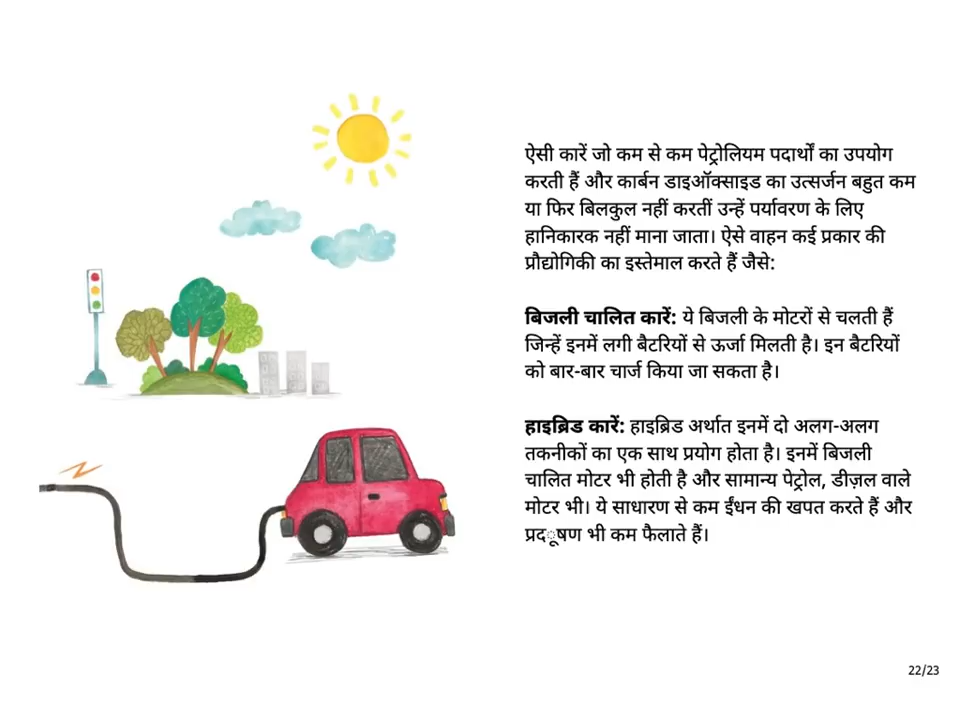 ऐसी कारें जो कम से कम पेट्रोलियम पदार्थों का उपयोग
करती हैं और कार्बन डाइऑक्साइड का उत्सर्जन बहुत कम
या फिर बिलकुल नहीं करतीं उन्हें पर्यावरण के लिए
हानिकारक नहीं माना जाता। ऐसे वाहन कई प्रकार की
प्रौद्योगिकी का इस्तेमाल करते हैं जैसे:
बिजली चालित कारें: ये बिजली के मोटरों से चलती हैं
जिन्हें इनमें लगी बैटरियों से ऊर्जा मिलती है। इन बैटरियों
को बार-बार चार्ज किया जा सकता है।
हाइब्रिड कारें: हाइब्रिड अर्थात इनमें दो अलग-अलग
तकनीकों का एक साथ प्रयोग होता है। इनमें बिजली
चालित मोटर भी होती है और सामान्य पेट्रोल, डीज़ल वाले
मोटर भी। ये साधारण से कम ईंधन की खपत करते हैं और
प्रदूषण भी कम फैलाते हैं।
22/23